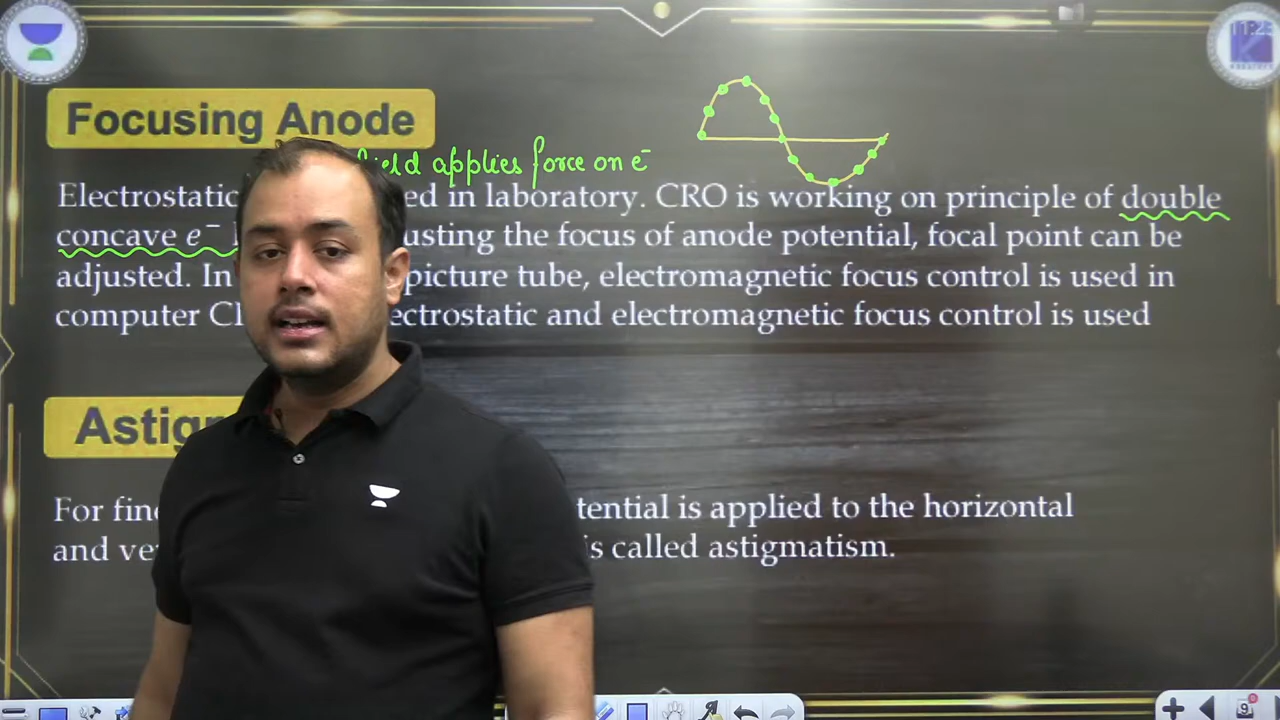 Focusing Anode
field applies force on e⁻
Electrostatic ed in laboratory. CRO is working on principle of double
concave e⁻ usting the focus of anode potential, focal point can be
adjusted. In picture tube, electromagnetic focus control is used in
computer C ectrostatic and electromagnetic focus control is used
Astig
For fin tential is applied to the horizontal
and ve is called astigmatism.